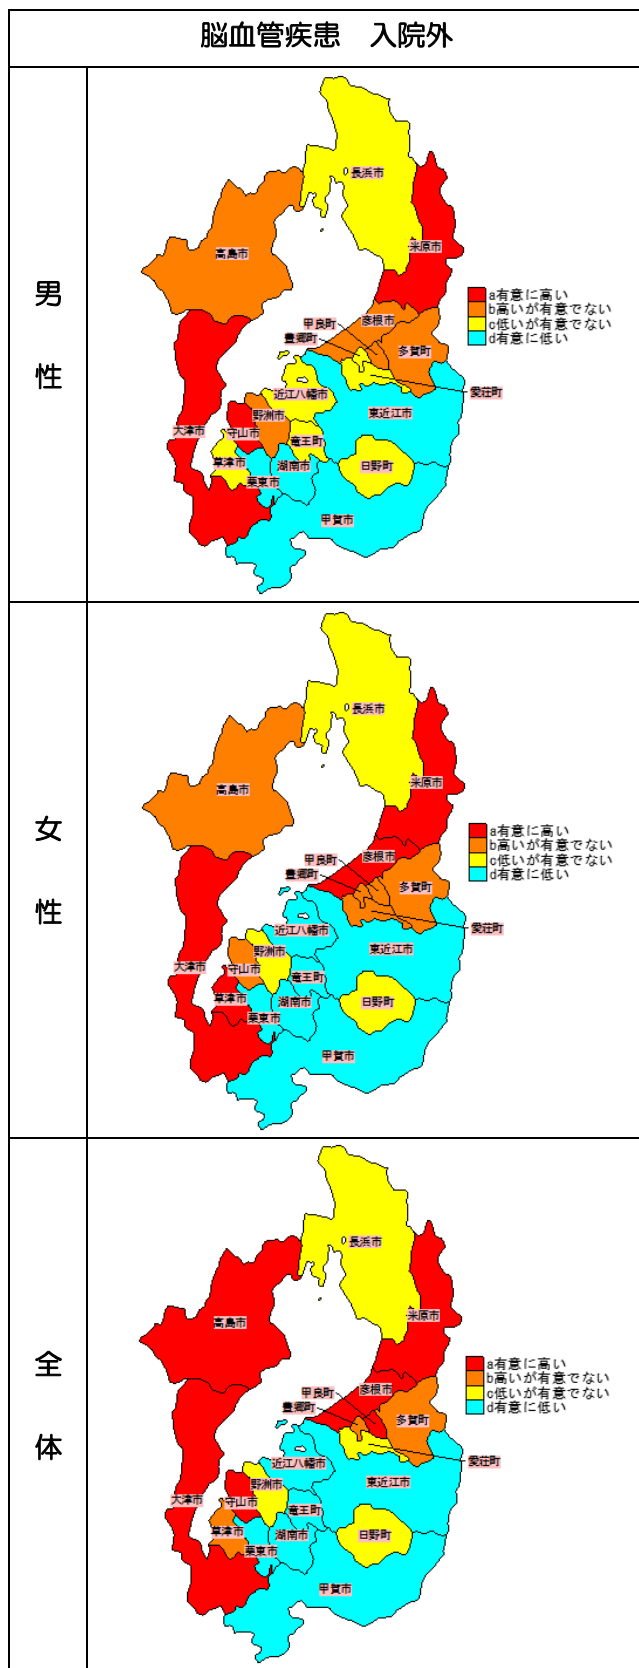 脳血管疾患　入院外
男性
長浜市
米原市
高島市
a有意に高い
b高いが有意でない
c低いが有意でない
d有意に低い
甲良町
彦根市
豊郷町
多賀町
愛荘町
近江八幡市
東近江市
大津市
守山市
野洲市
竜王町
草津市
湖南市
日野町
栗東市
甲賀市
女性
長浜市
米原市
高島市
a有意に高い
b高いが有意でない
c低いが有意でない
d有意に低い
甲良町
彦根市
豊郷町
多賀町
愛荘町
近江八幡市
東近江市
野洲市
大津市
守山市
竜王町
草津市
湖南市
日野町
栗東市
甲賀市
全体
長浜市
米原市
高島市
a有意に高い
b高いが有意でない
c低いが有意でない
d有意に低い
甲良町
彦根市
豊郷町
多賀町
愛荘町
近江八幡市
東近江市
野洲市
大津市
守山市
竜王町
草津市
湖南市
日野町
栗東市
甲賀市